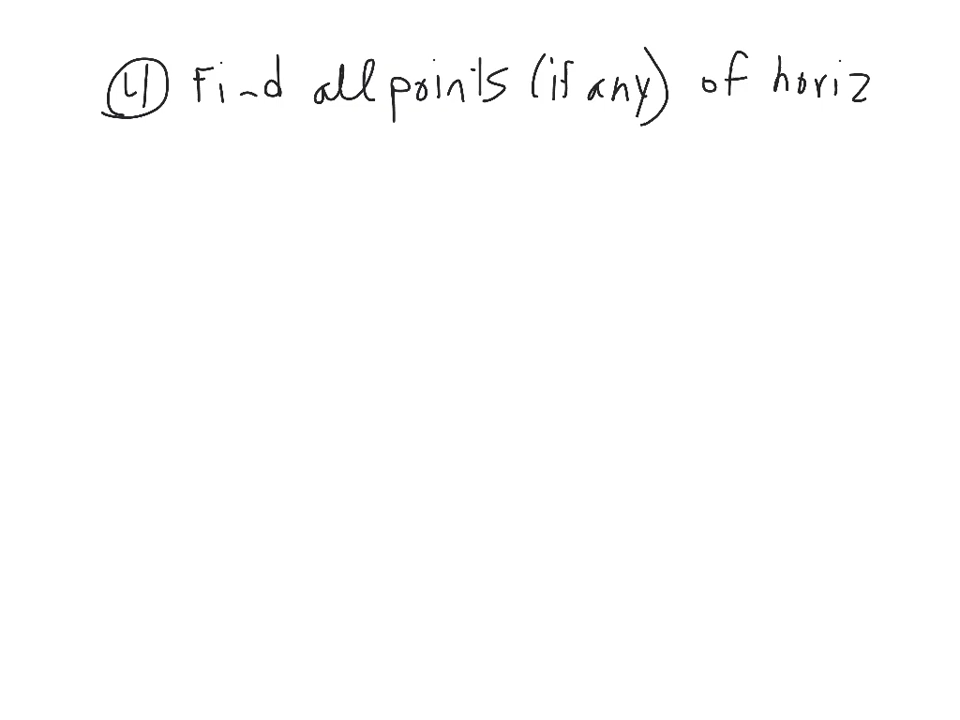 ④ Find all points (if any) of horiz